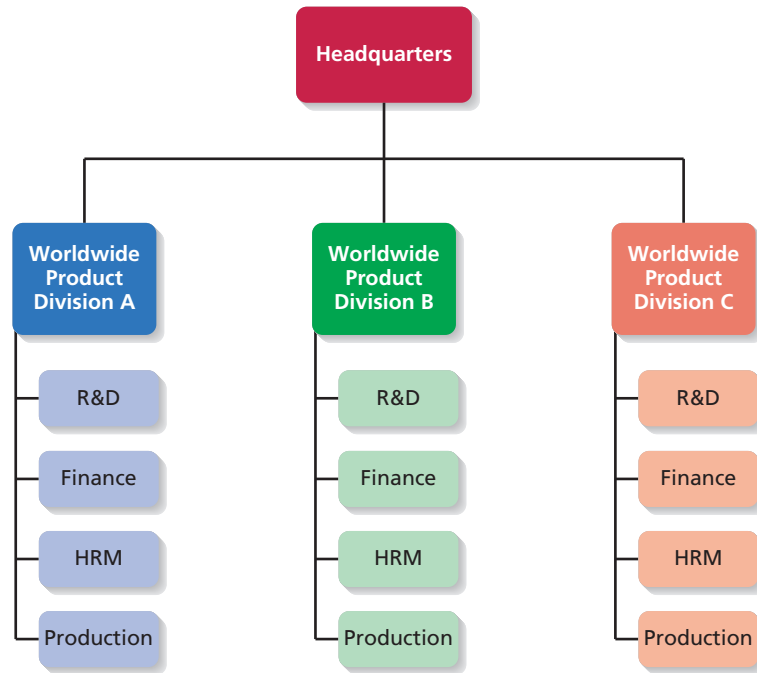 Headquarters
Worldwide
Product
Division A
Worldwide
Product
Division B
Worldwide
Product
Division C
R&D
Finance
HRM
Production
R&D
Finance
HRM
Production
R&D
Finance
HRM
Production